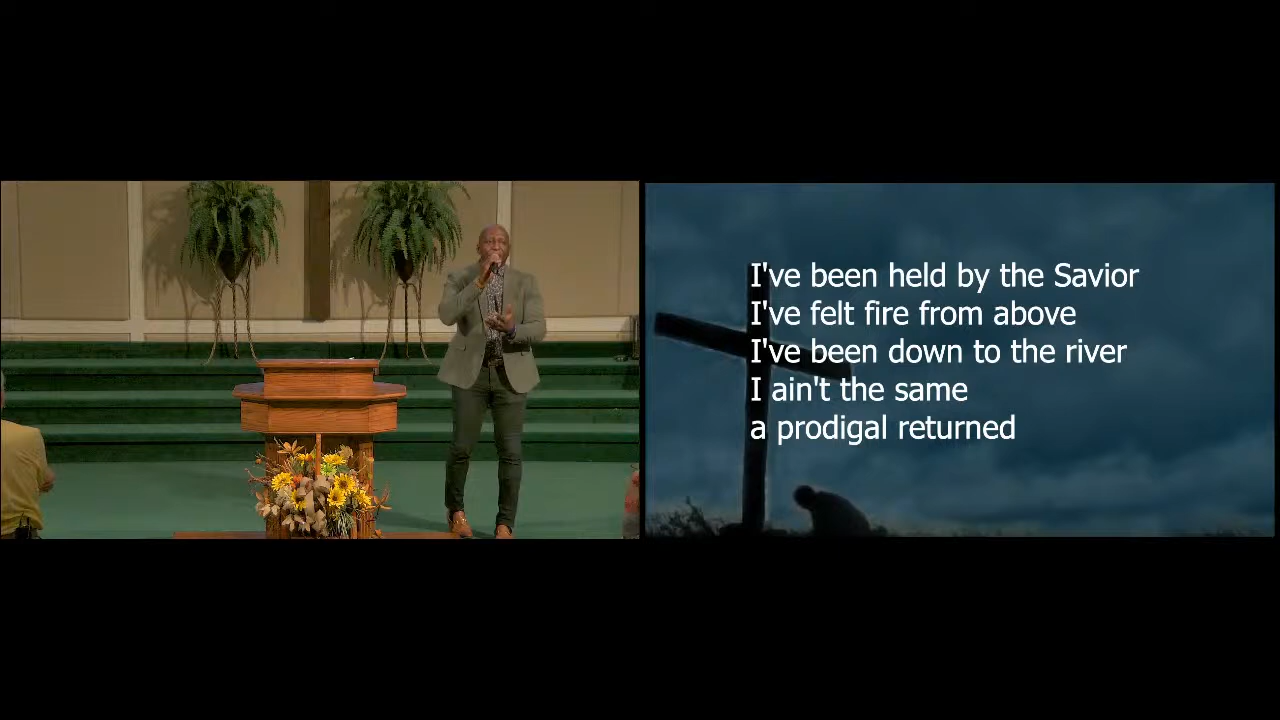 I've been held by the Savior
I've felt fire from above
I've been down to the river
I ain't the same
a prodigal returned